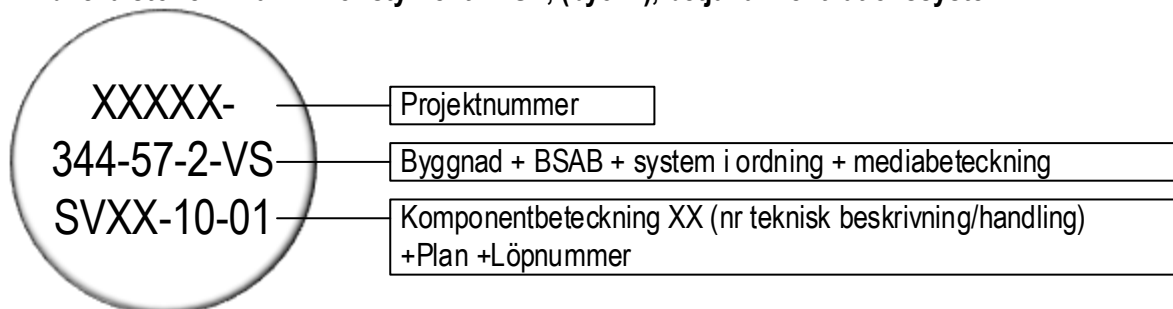 XXXXX-
Projektnummer
344-57-2-VS
Byggnad + BSAB + system i ordning + mediabeteckning
SVXX-10-01
Komponentbeteckning XX (nr teknisk beskrivning/handling)
+Plan +Löpnummer